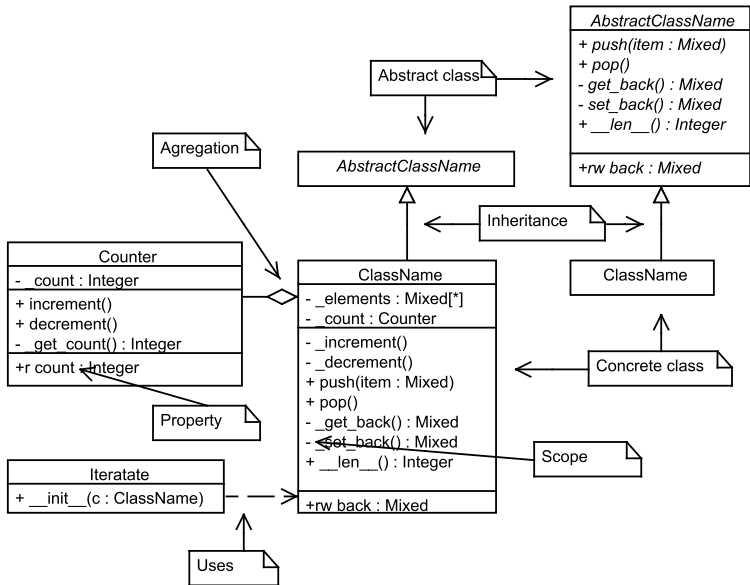 AbstractClassName
+ push(item : Mixed)
+ pop()
- get_back() : Mixed
- set_back() : Mixed
+ __len__() : Integer
+rw back : Mixed
Abstract class
Agregation
AbstractClassName
Inheritance
ClassName
Counter
- _count : Integer
+ increment()
+ decrement()
- _get_count() : Integer
+r count : Integer
ClassName
- _elements : Mixed[*]
- _count : Counter
- _increment()
- _decrement()
+ push(item : Mixed)
+ pop()
- _get_back() : Mixed
- _set_back() : Mixed
+ __len__() : Integer
+rw back : Mixed
Concrete class
Property
Scope
Iteratate
+ __init__(c : ClassName)
Uses